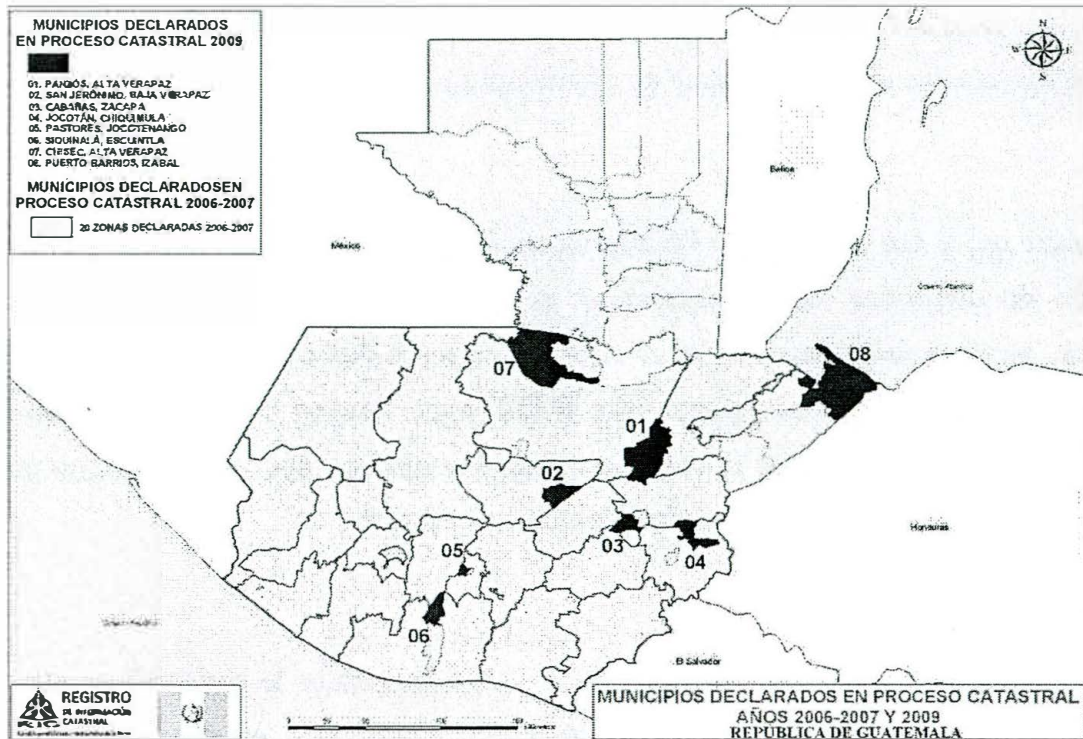 MUNICIPIOS DECLARADOS
EN PROCESO CATASTRAL 2009
01. PANZÓS, ALTA VERAPAZ
02. SAN JERÓNIMO, BAJA VERAPAZ
03. CABAÑAS, ZACAPA
04. JOCOTÁN, CHIQUIMULA
05. PASTORES, JOCOTENANGO
06. SIQUINALÁ, ESCUINTLA
07. CHISEC, ALTA VERAPAZ
08. PUERTO BARRIOS, IZABAL
MUNICIPIOS DECLARADOSEN
PROCESO CATASTRAL 2006-2007
20 ZONAS DECLARADAS 2006-2007
N
W E
S
Belice
México
08
07
01
02
Honduras
03
04
05
06
El Salvador
REGISTRO
DE INFORMACIÓN
CATASTRAL
RIC
MUNICIPIOS DECLARADOS EN PROCESO CATASTRAL
AÑOS 2006-2007 Y 2009
REPUBLICA DE GUATEMALA